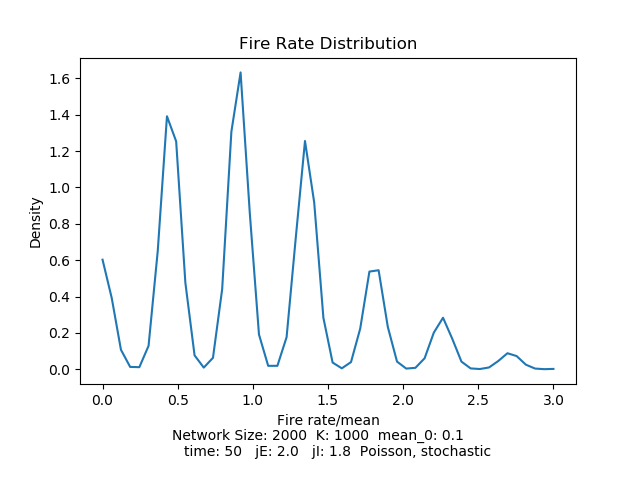 Fire Rate Distribution
1.6
1.4
1.2
1.0
0.8
0.6
0.4
0.2
0.0
Density
0.0 0.5 1.0 1.5 2.0 2.5 3.0
Fire rate/mean
Network Size: 2000 K: 1000 mean_0: 0.1
time: 50 jE: 2.0 jI: 1.8 Poisson, stochastic